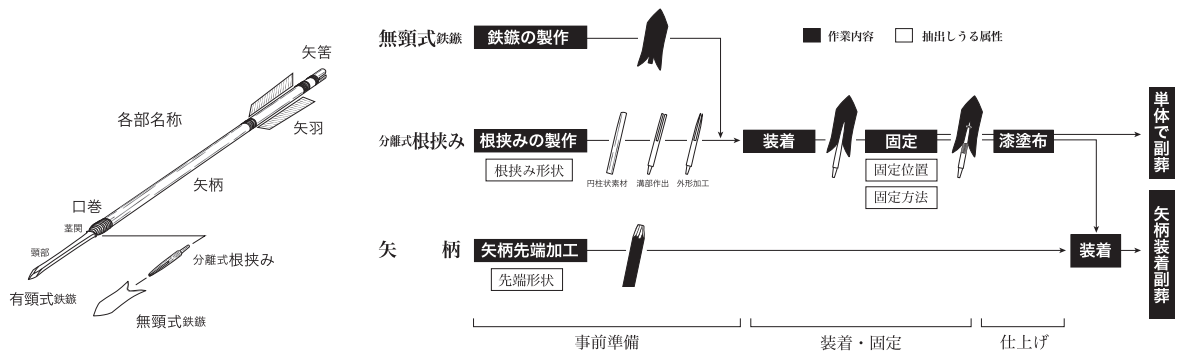 各部名称
矢筈
矢羽
矢柄
口巻
茎関
頸部
分離式根挟み
有頸式鉄鏃
無頸式鉄鏃
無頸式鉄鏃
鉄鏃の製作
作業内容
抽出しうる属性
分離式根挟み
根挟みの製作
根挟み形状
円柱状素材
溝部作出
外形加工
装着
固定
固定位置
固定方法
漆塗布
単体で副葬
矢柄
矢柄先端加工
先端形状
装着
矢柄装着副葬
事前準備
装着・固定
仕上げ